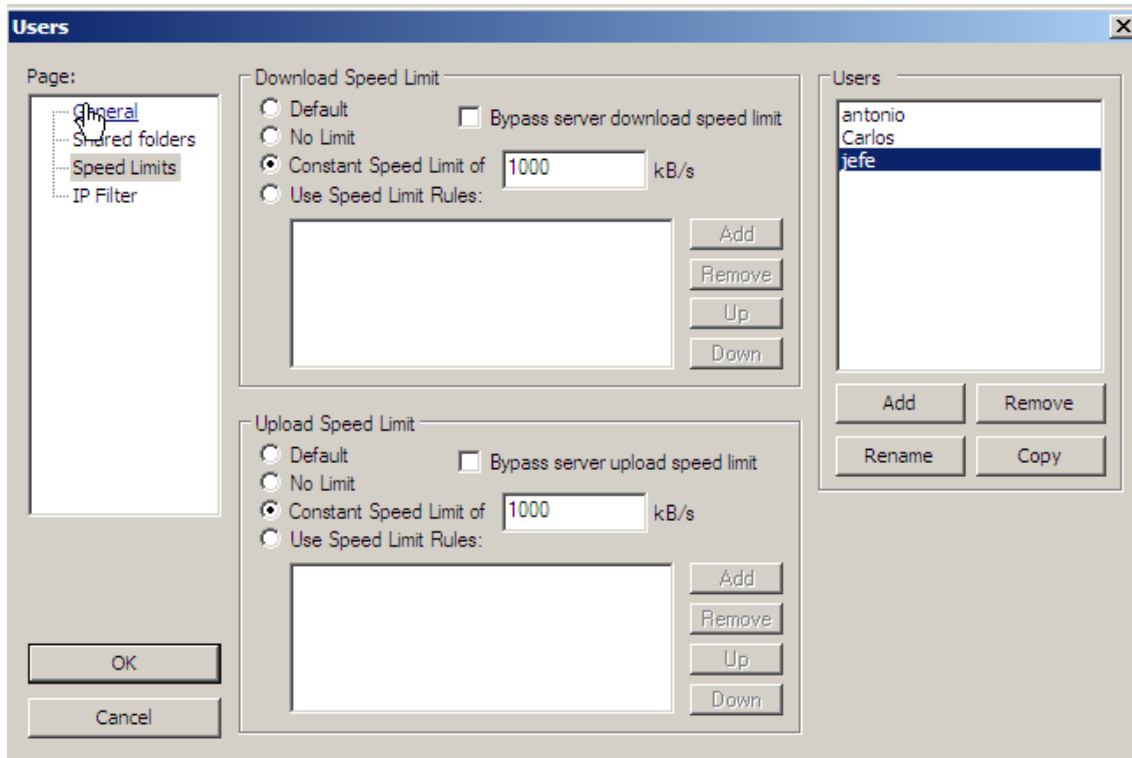 Users
Page:
General
Shared folders
Speed Limits
IP Filter
OK
Cancel
Download Speed Limit
Default
Bypass server download speed limit
No Limit
Constant Speed Limit of 1000 kB/s
Use Speed Limit Rules:
Add
Remove
Up
Down
Upload Speed Limit
Default
Bypass server upload speed limit
No Limit
Constant Speed Limit of 1000 kB/s
Use Speed Limit Rules:
Add
Remove
Up
Down
Users
antonio
Carlos
jefe
Add Remove
Rename Copy